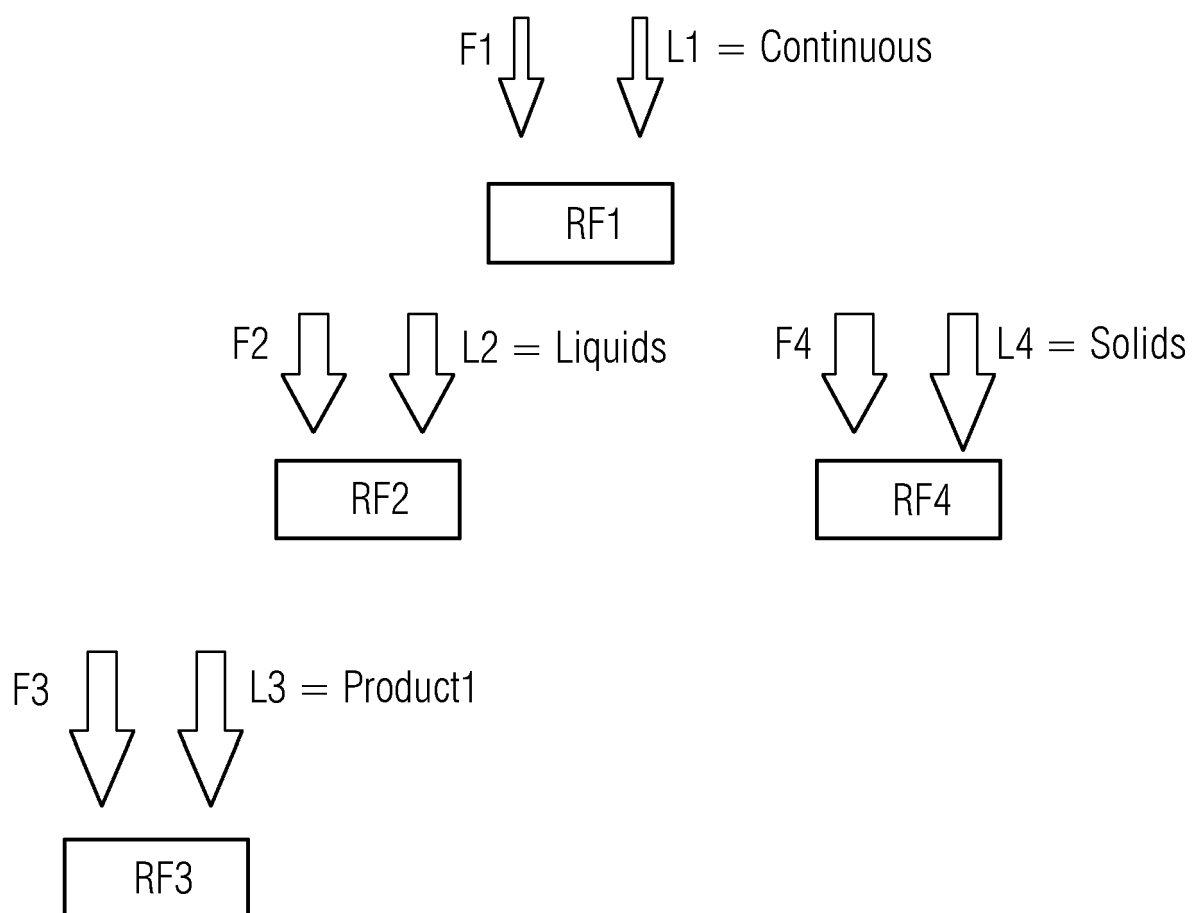 F1 L1 = Continuous
RF1
F2 L2 = Liquids F4 L4 = Solids
RF2 RF4
F3 L3 = Product1
RF3